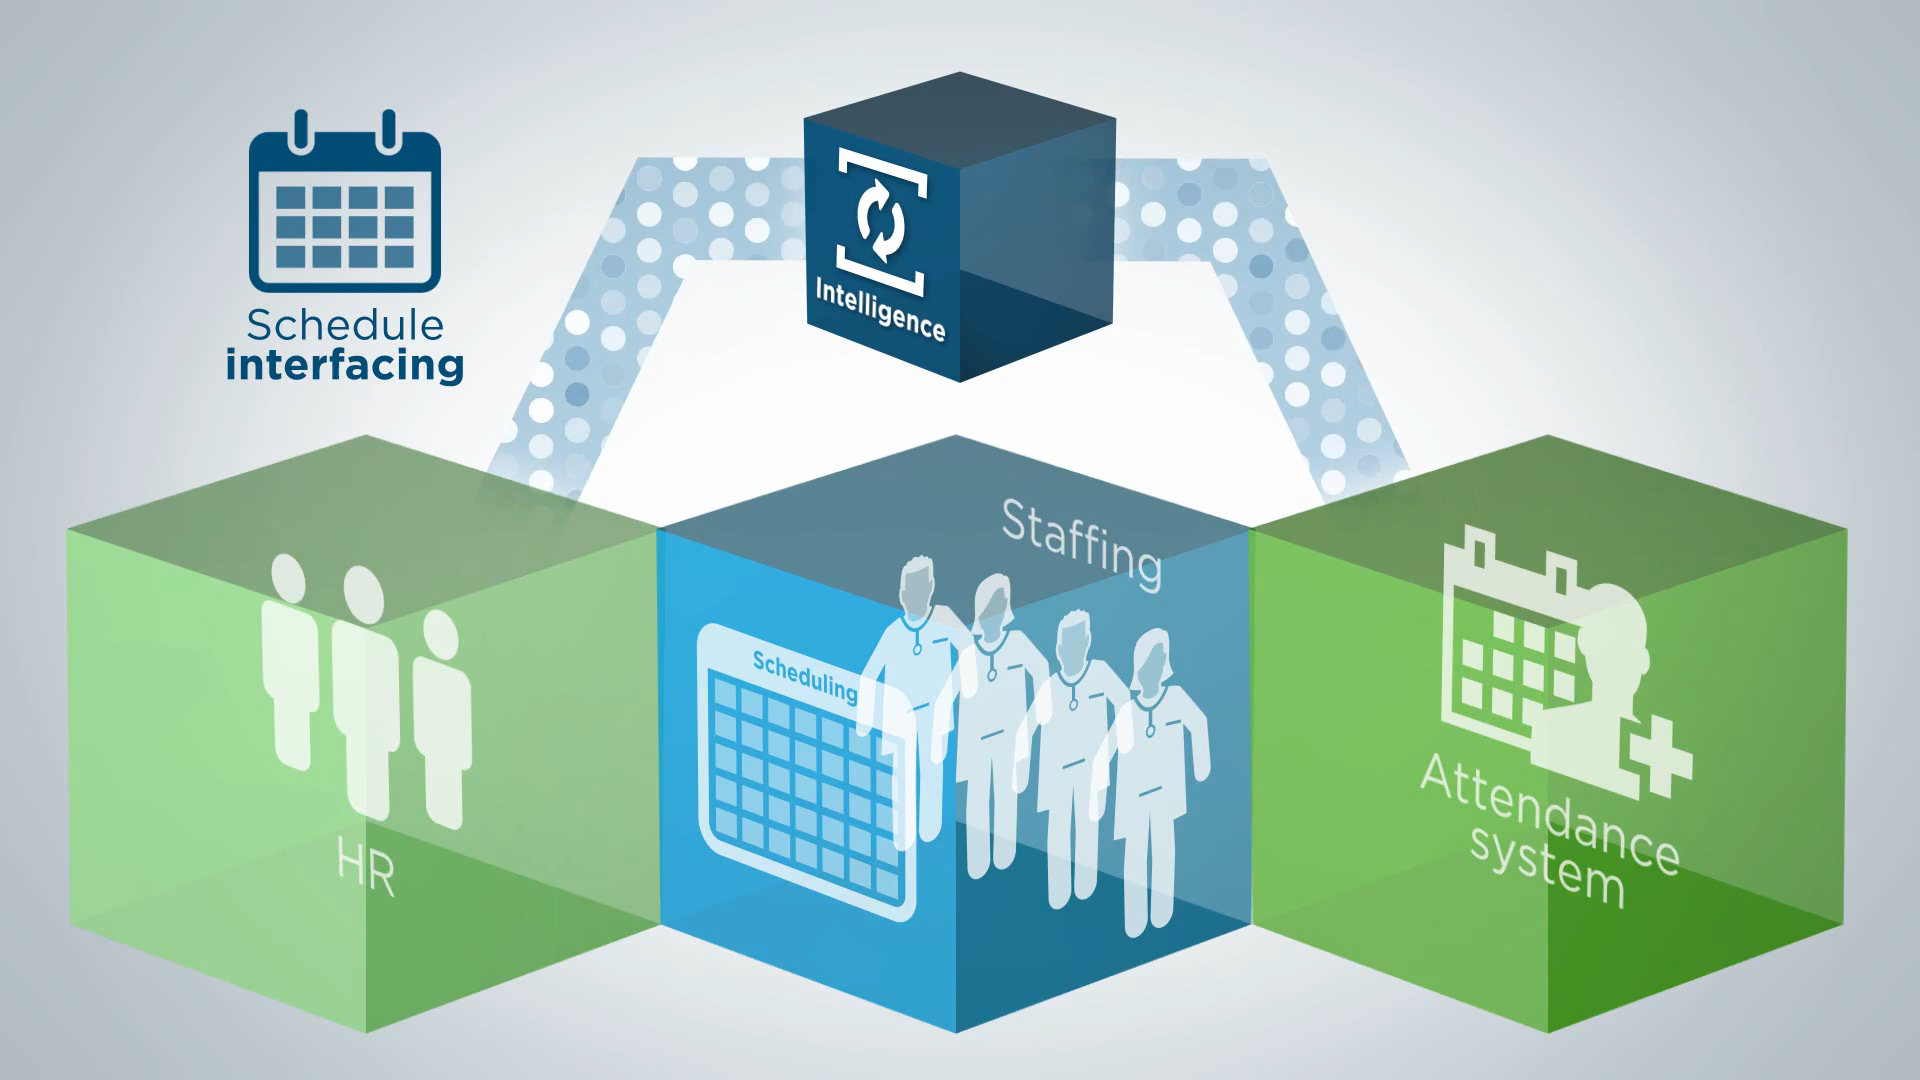 Schedule
interfacing
Intelligence
Staffing
Scheduling
HR
Attendance
system